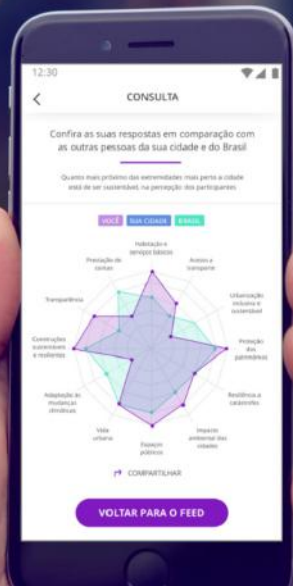 12:30
CONSULTA
Confira as suas respostas em comparação com
as outras pessoas da sua cidade e do Brasil
Quanto mais próximo das extremidades mais perto a cidade
está de ser sustentável, na percepção dos participantes
VOCÊ SUA CIDADE BRASIL
Habitação e
serviços básicos
Prestação de
contas
Acesso a
transporte
Transparência
Urbanização
inclusiva e
sustentável
Construções
sustentáveis
e resilientes
Proteção
dos
patrimônios
Adaptação às
mudanças
climáticas
Resiliência a
catástrofes
Vida
urbana
Impacto
ambiental das
cidades
Espaços
públicos
COMPARTILHAR
VOLTAR PARA O FEED